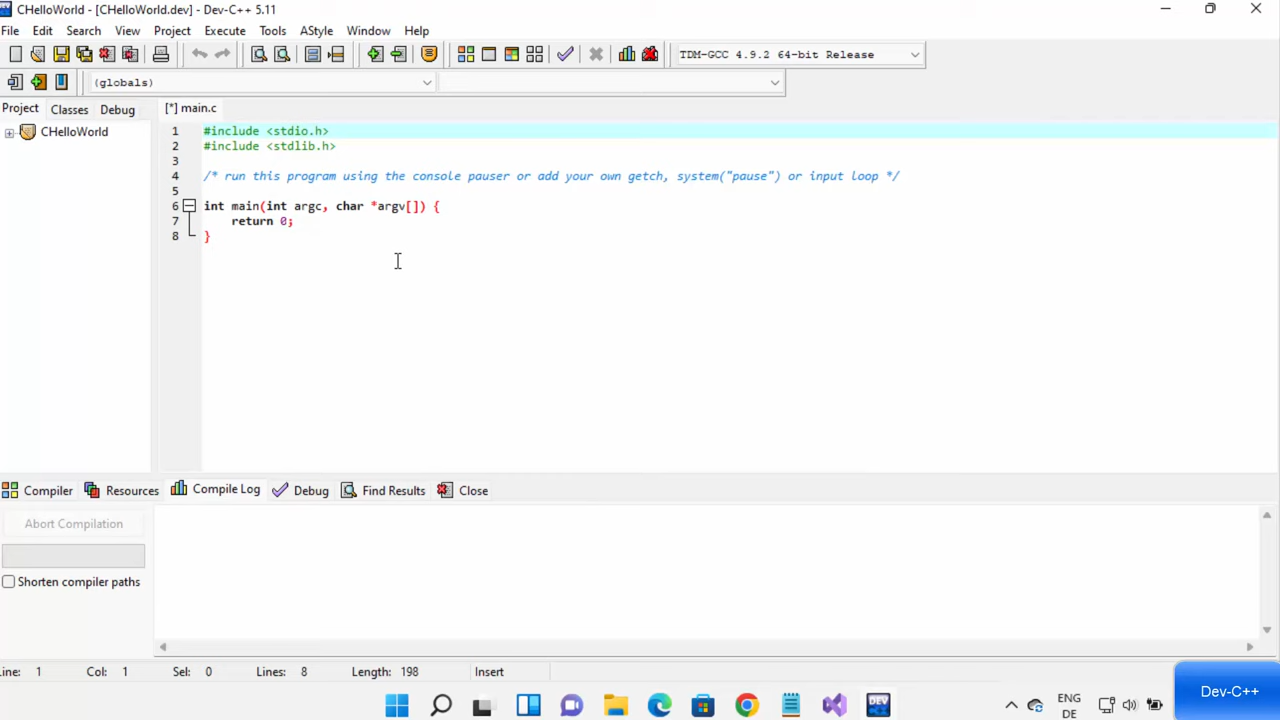 CHelloWorld - [CHelloWorld.dev] - Dev-C++ 5.11
File Edit Search View Project Execute Tools AStyle Window Help
TDM-GCC 4.9.2 64-bit Release
(globals)
Project Classes Debug [*] main.c
CHelloWorld
1 #include <stdio.h>
2 #include <stdlib.h>
3
4 /* run this program using the console pauser or add your own getch, system("pause") or input loop */
5
6 int main(int argc, char *argv[]) {
7 return 0;
8 }
Compiler Resources Compile Log Debug Find Results Close
Abort Compilation
Shorten compiler paths
Line: 1 Col: 1 Sel: 0 Lines: 8 Length: 198 Insert
DEV
ENG
DE
Dev-C++